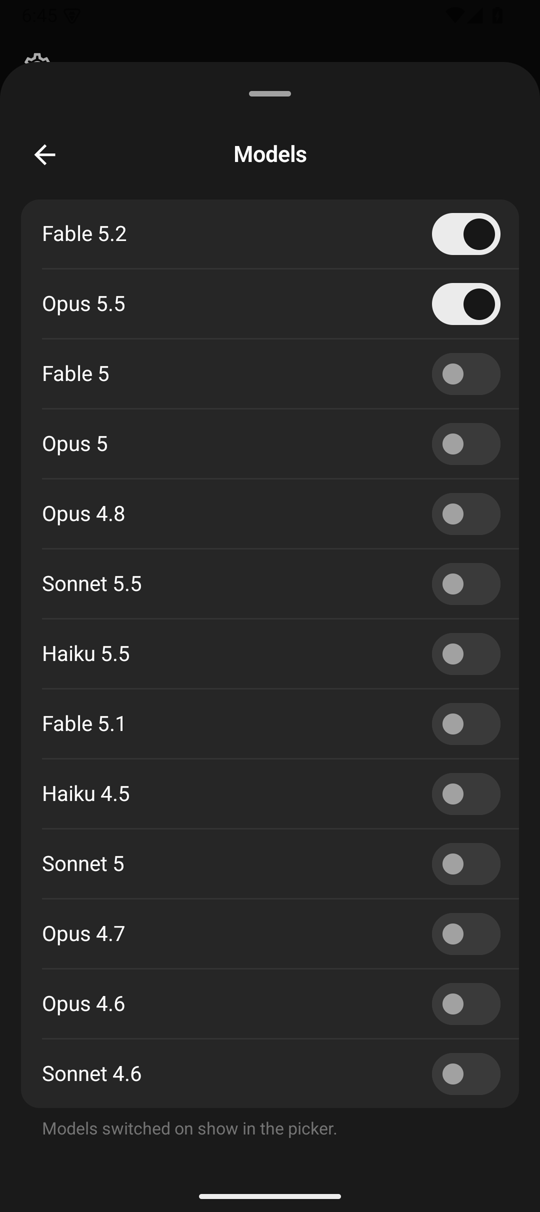 Models
Fable 5.2
Opus 5.5
Fable 5
Opus 5
Opus 4.8
Sonnet 5.5
Haiku 5.5
Fable 5.1
Haiku 4.5
Sonnet 5
Opus 4.7
Opus 4.6
Sonnet 4.6
Models switched on show in the picker.